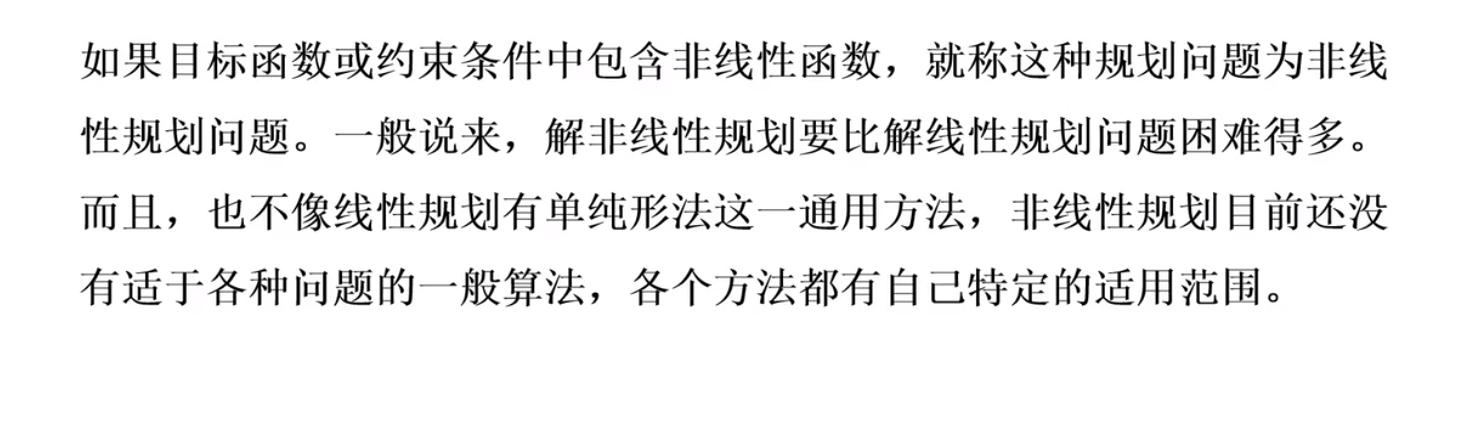 如果目标函数或约束条件中包含非线性函数，就称这种规划问题为非线
性规划问题。一般说来，解非线性规划要比解线性规划问题困难得多。
而且，也不像线性规划有单纯形法这一通用方法，非线性规划目前还没
有适于各种问题的一般算法，各个方法都有自己特定的适用范围。